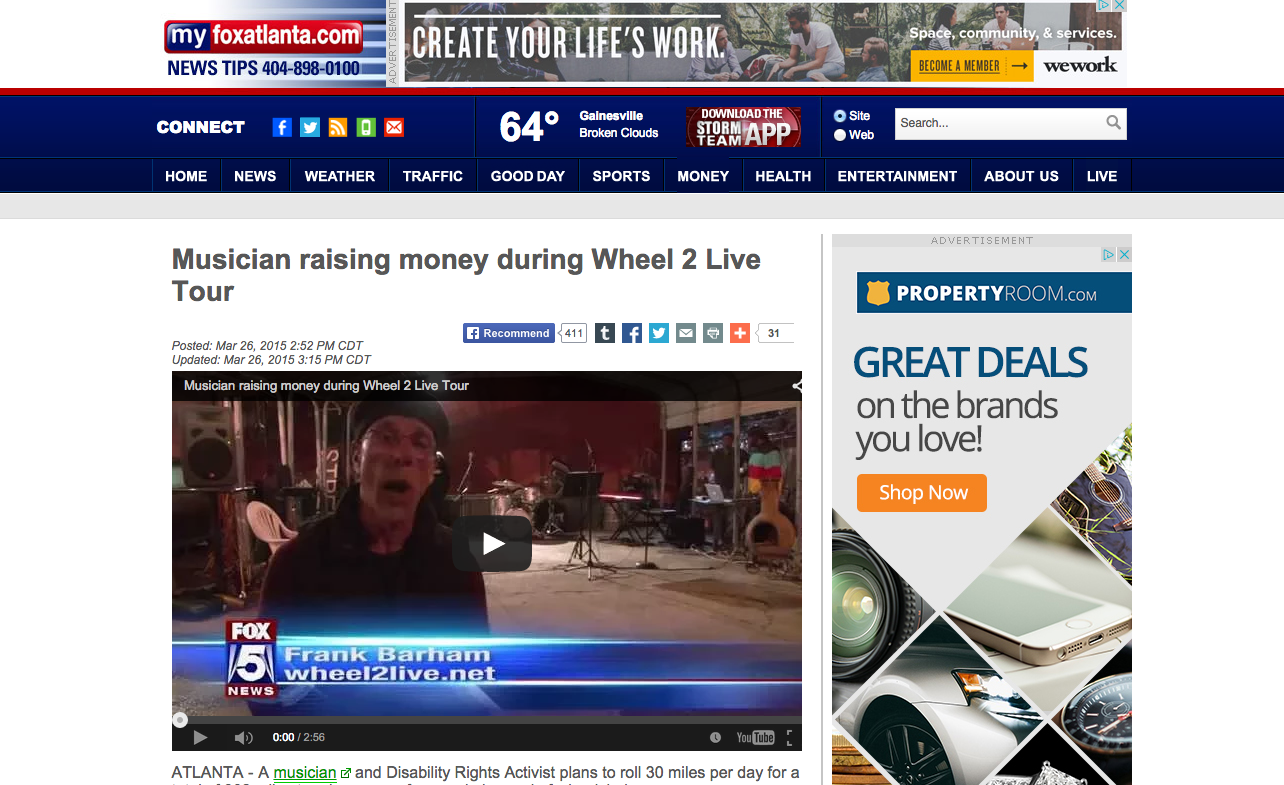 myfoxatlanta.com
NEWS TIPS 404-898-0100
ADVERTISEMENT
CREATE YOUR LIFE'S WORK.
Space, community, & services.
BECOME A MEMBER →
wework
CONNECT
64°
Gainesville
Broken Clouds
DOWNLOAD THE
STORM
TEAM APP
Site
Web
Search...
HOME NEWS WEATHER TRAFFIC GOOD DAY SPORTS MONEY HEALTH ENTERTAINMENT ABOUT US LIVE
Musician raising money during Wheel 2 Live
Tour
Recommend 411
31
Posted: Mar 26, 2015 2:52 PM CDT
Updated: Mar 26, 2015 3:15 PM CDT
Musician raising money during Wheel 2 Live Tour
STD
FOX
5
NEWS
Frank Barham
wheel2live.net
0:00 / 2:56
YouTube
ATLANTA - A musician and Disability Rights Activist plans to roll 30 miles per day for a
ADVERTISEMENT
PROPERTYROOM.COM
GREAT DEALS
on the brands
you love!
Shop Now